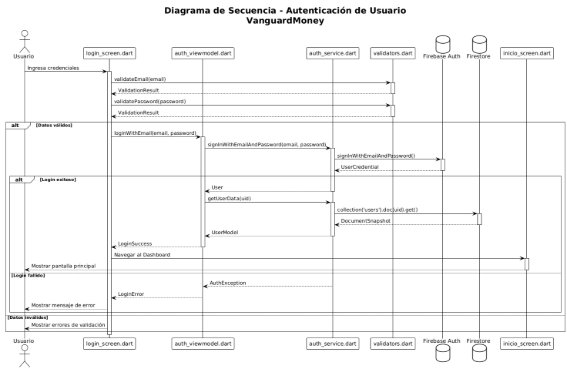 Diagrama de Secuencia - Autenticación de Usuario
VanguardMoney
Usuario
login_screen.dart
auth_viewmodel.dart
auth_service.dart
validators.dart
Firebase Auth
Firestore
inicio_screen.dart
Ingresa credenciales
validateEmail(email)
ValidationResult
validatePassword(password)
ValidationResult
alt [Datos válidos]
loginWithEmail(email, password)
signInWithEmailAndPassword(email, password)
signInWithEmailAndPassword()
UserCredential
alt [Login exitoso]
User
getUserData(uid)
collection('users').doc(uid).get()
DocumentSnapshot
UserModel
LoginSuccess
Navegar al Dashboard
Mostrar pantalla principal
[Login fallido]
AuthException
LoginError
Mostrar mensaje de error
[Datos inválidos]
Mostrar errores de validación
Usuario
login_screen.dart
auth_viewmodel.dart
auth_service.dart
validators.dart
Firebase Auth
Firestore
inicio_screen.dart